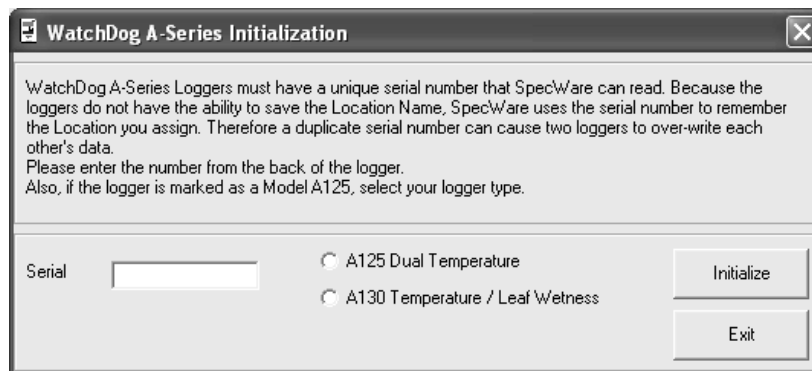 WatchDog A-Series Initialization
WatchDog A-Series Loggers must have a unique serial number that SpecWare can read. Because the
loggers do not have the ability to save the Location Name, SpecWare uses the serial number to remember
the Location you assign. Therefore a duplicate serial number can cause two loggers to over-write each
other's data.
Please enter the number from the back of the logger.
Also, if the logger is marked as a Model A125, select your logger type.
Serial
A125 Dual Temperature
A130 Temperature / Leaf Wetness
Initialize
Exit